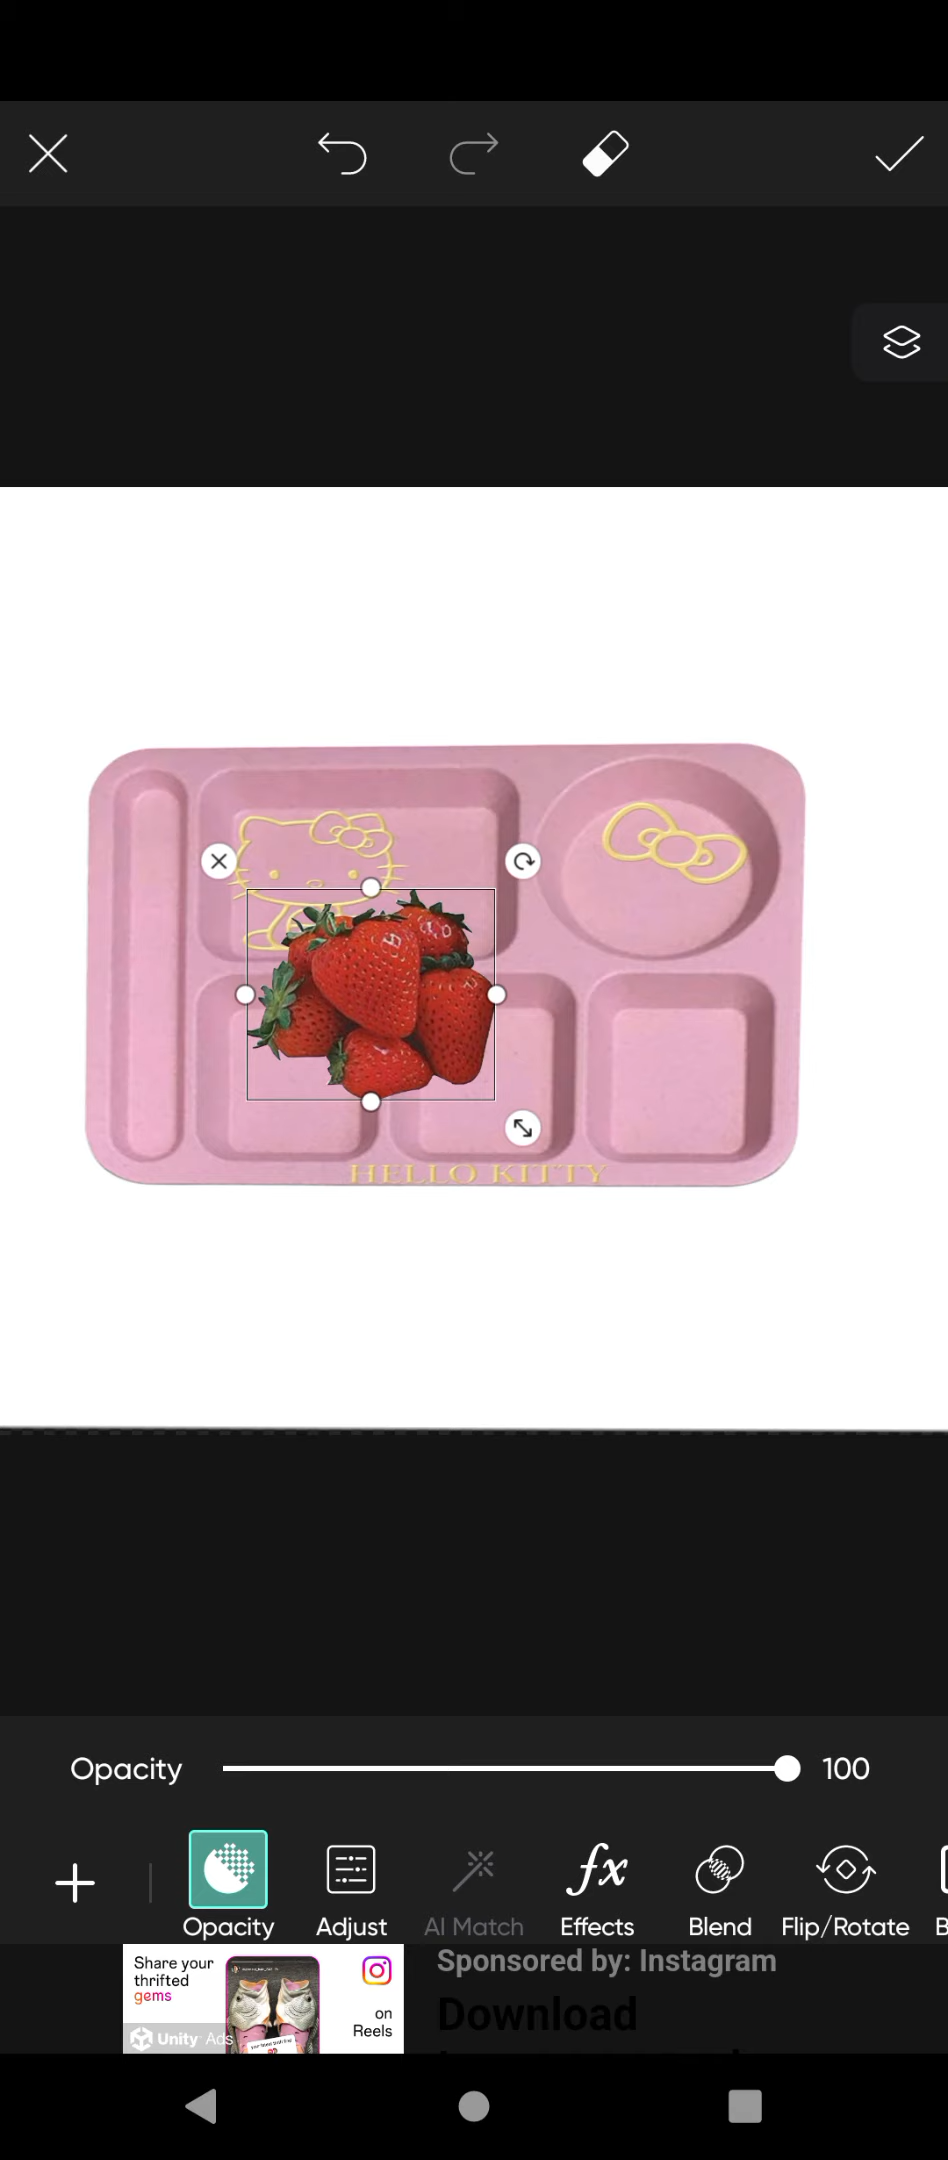 HELLO KITTY
Opacity 100
Opacity Adjust AI Match Effects Blend Flip/Rotate
Share your
thrifted
gems
on
Reels
Unity Ads
Sponsored by: Instagram
Download